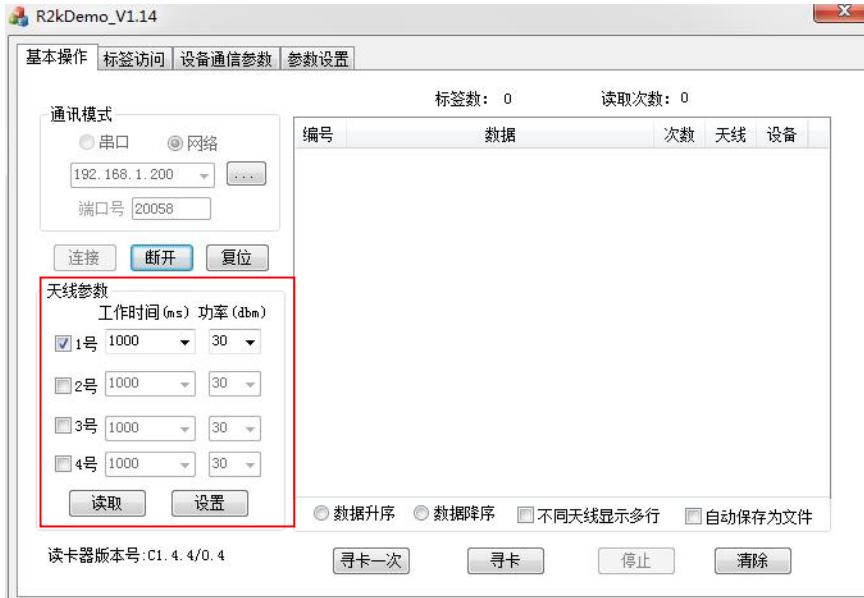 R2kDemo_V1.14
基本操作 标签访问 设备通信参数 参数设置
标签数: 0 读取次数: 0
通讯模式
串口 网络
192.168.1.200 ...
端口号 20058
连接 断开 复位
编号 数据 次数 天线 设备
天线参数
工作时间(ms) 功率(dbm)
1号 1000 30
2号 1000 30
3号 1000 30
4号 1000 30
读取 设置
数据升序 数据降序 不同天线显示多行 自动保存为文件
读卡器版本号:C1.4.4/0.4
寻卡一次 寻卡 停止 清除